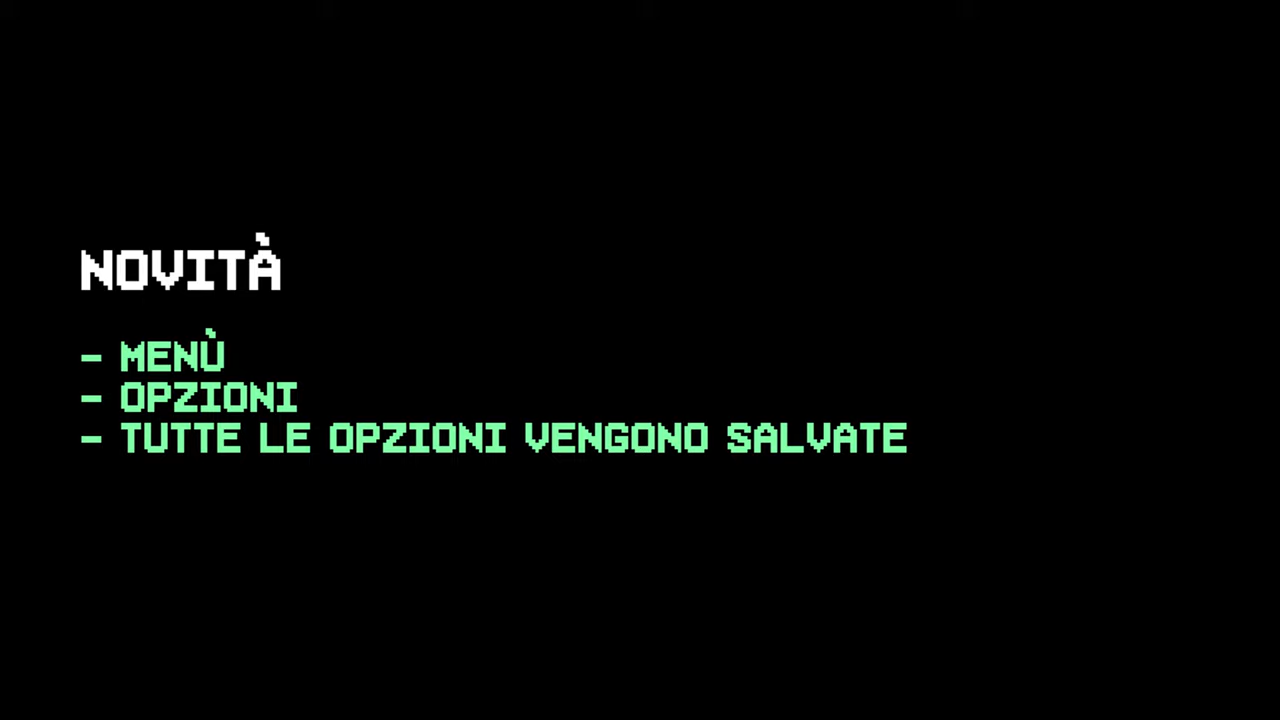 NOVITÀ
- MENÙ
- OPZIONI
- TUTTE LE OPZIONI VENGONO SALVATE